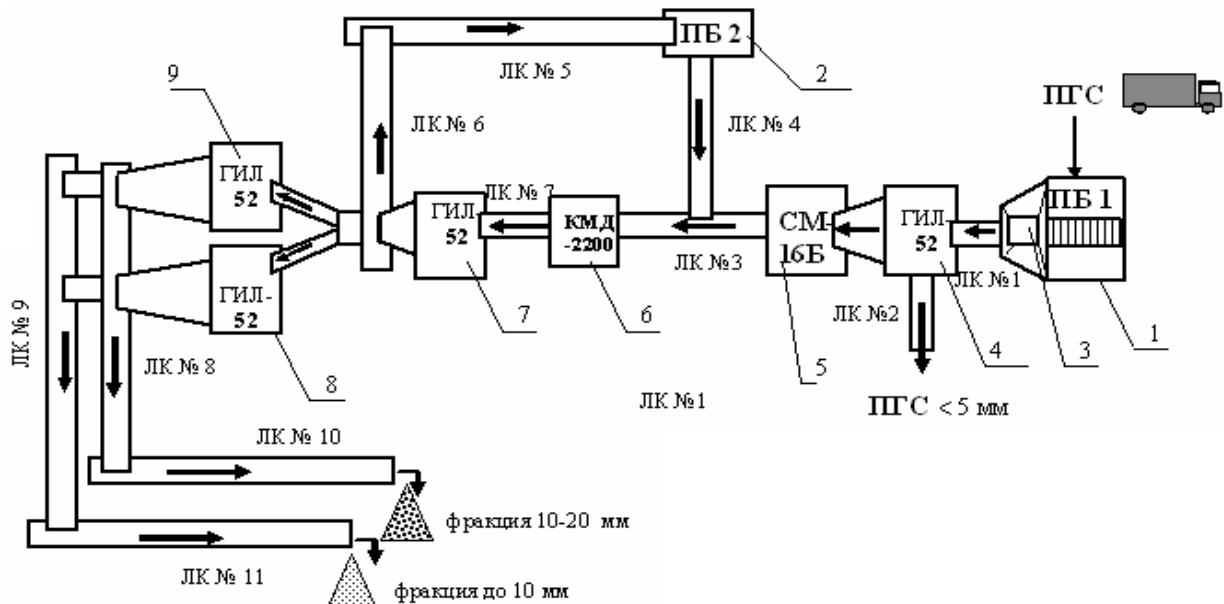 ПБ 2
2
ЛК № 5
9
ПГС
ЛК № 6
ЛК № 4
ГИЛ
52
ЛК № 7
ГИЛ
52
КМД
-2200
СМ-
16Б
ГИЛ-
52
ПБ 1
ЛК №3
ЛК №1
ГИЛ-
52
ЛК №2
ЛК № 9
ЛК № 8
8
7
6
5
4
3
1
ЛК №1
ПГС < 5 мм
ЛК № 10
фракция 10-20 мм
ЛК № 11
фракция до 10 мм